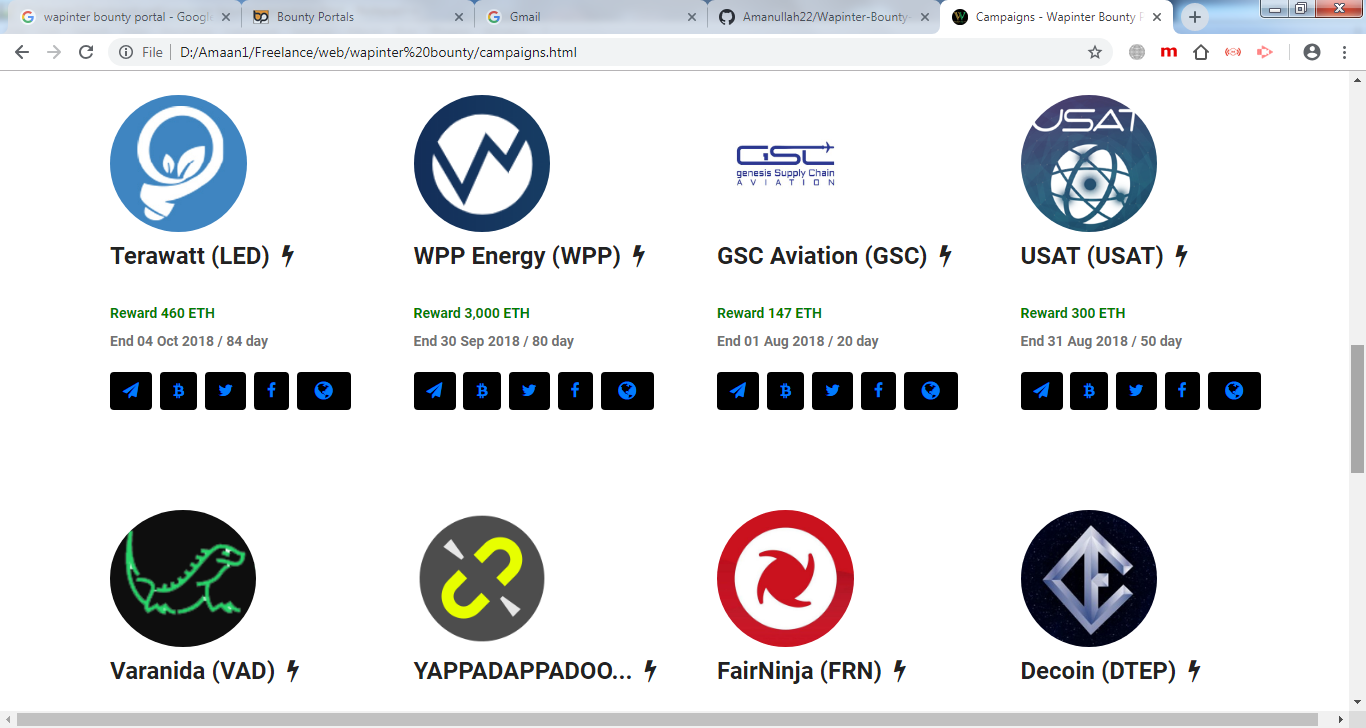 wapinter bounty portal - Googl
Bounty Portals
Gmail
Amanullah22/Wapinter-Bounty-
Campaigns - Wapinter Bounty P
File
D:/Amaan1/Freelance/web/wapinter%20bounty/campaigns.html
GSC
genesis Supply Chain
AVIATION
USAT
Terawatt (LED)
WPP Energy (WPP)
GSC Aviation (GSC)
USAT (USAT)
Reward 460 ETH
Reward 3,000 ETH
Reward 147 ETH
Reward 300 ETH
End 04 Oct 2018 / 84 day
End 30 Sep 2018 / 80 day
End 01 Aug 2018 / 20 day
End 31 Aug 2018 / 50 day
Varanida (VAD)
YAPPADAPPADOO...
FairNinja (FRN)
Decoin (DTEP)